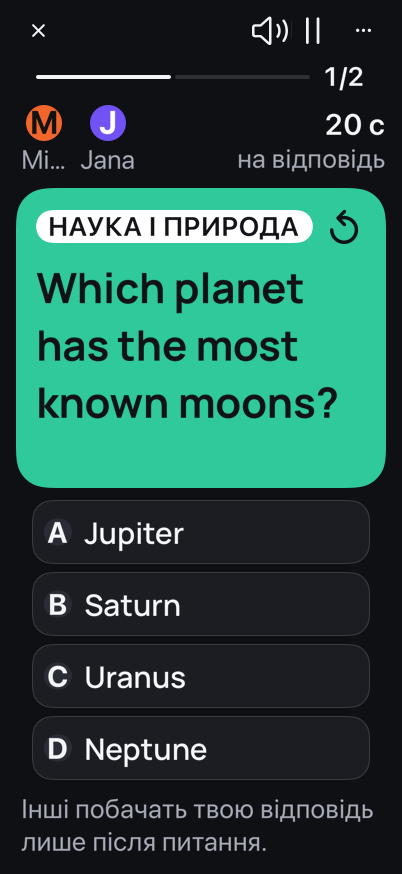 1/2
M J
20 с
Mi... Jana
на відповідь
НАУКА І ПРИРОДА
Which planet
has the most
known moons?
A Jupiter
B Saturn
C Uranus
D Neptune
Інші побачать твою відповідь
лише після питання.